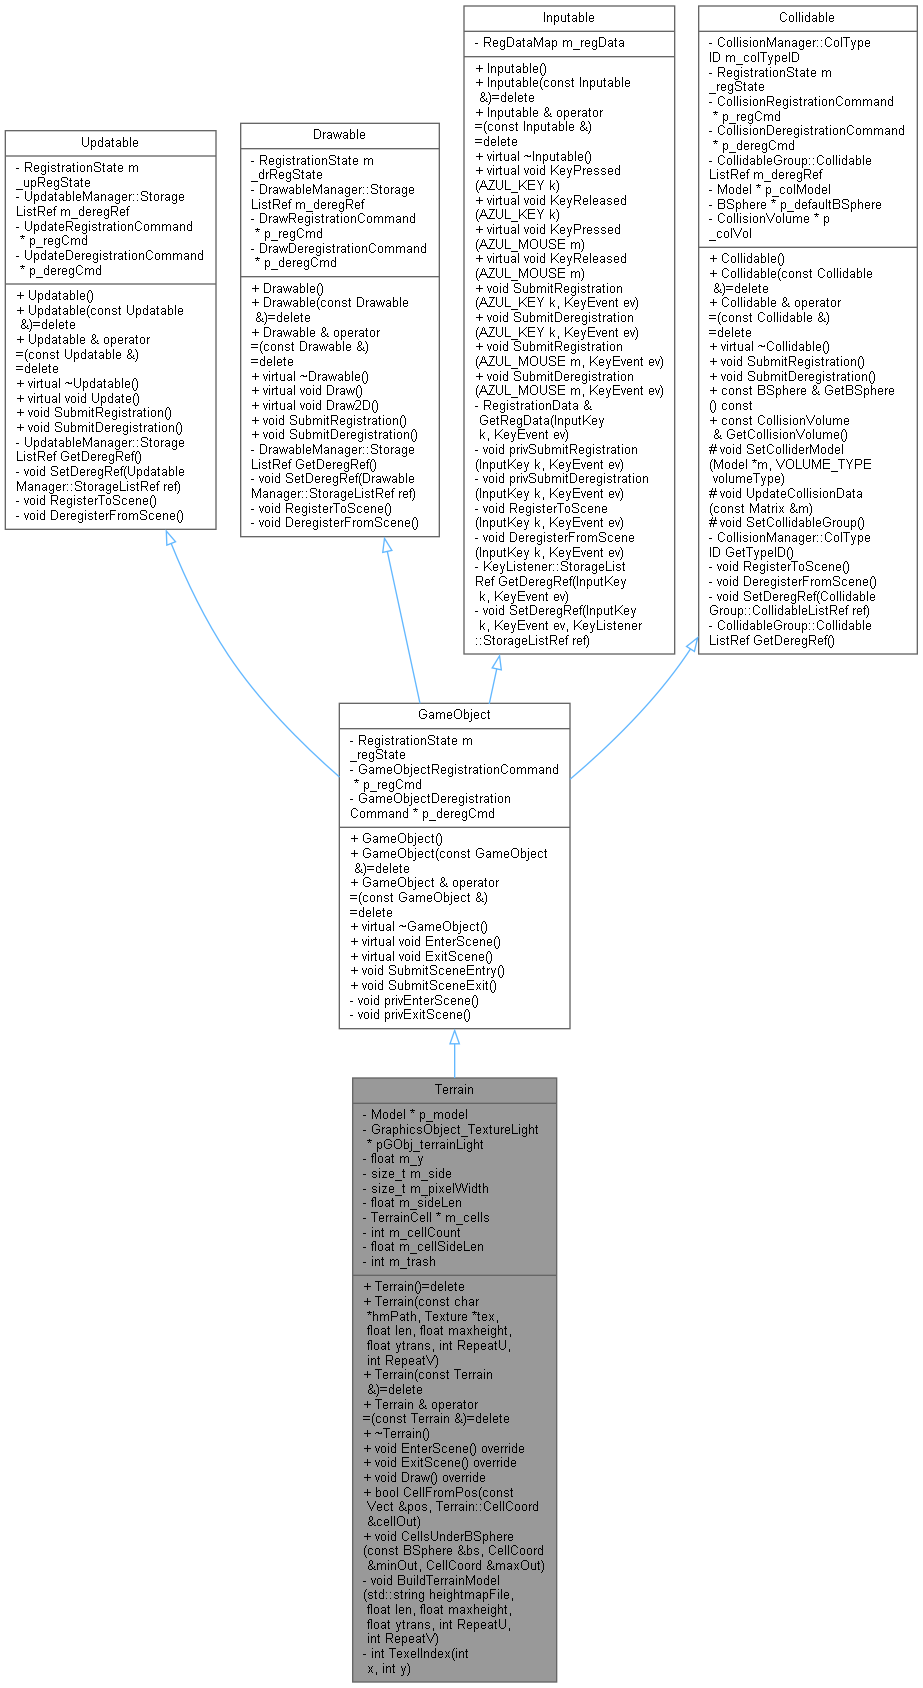 Updatable
- RegistrationState m
_upRegState
- UpdatableManager::Storage
ListRef m_deregRef
- UpdateRegistrationCommand
* p_regCmd
- UpdateDeregistrationCommand
* p_deregCmd
+ Updatable()
+ Updatable(const Updatable
&)=delete
+ Updatable & operator
=(const Updatable &)
=delete
+ virtual ~Updatable()
+ virtual void Update()
+ void SubmitRegistration()
+ void SubmitDeregistration()
- UpdatableManager::Storage
ListRef GetDeregRef()
- void SetDeregRef(Updatable
Manager::StorageListRef ref)
- void RegisterToScene()
- void DeregisterFromScene()
Drawable
- RegistrationState m
_drRegState
- DrawableManager::Storage
ListRef m_deregRef
- DrawRegistrationCommand
* p_regCmd
- DrawDeregistrationCommand
* p_deregCmd
+ Drawable()
+ Drawable(const Drawable
&)=delete
+ Drawable & operator
=(const Drawable &)
=delete
+ virtual ~Drawable()
+ virtual void Draw()
+ virtual void Draw2D()
+ void SubmitRegistration()
+ void SubmitDeregistration()
- DrawableManager::Storage
ListRef GetDeregRef()
- void SetDeregRef(Drawable
Manager::StorageListRef ref)
- void RegisterToScene()
- void DeregisterFromScene()
Inputable
- RegDataMap m_regData
+ Inputable()
+ Inputable(const Inputable
&)=delete
+ Inputable & operator
=(const Inputable &)
=delete
+ virtual ~Inputable()
+ virtual void KeyPressed
(AZUL_KEY k)
+ virtual void KeyReleased
(AZUL_KEY k)
+ virtual void KeyPressed
(AZUL_MOUSE m)
+ virtual void KeyReleased
(AZUL_MOUSE m)
+ void SubmitRegistration
(AZUL_KEY k, KeyEvent ev)
+ void SubmitDeregistration
(AZUL_KEY k, KeyEvent ev)
+ void SubmitRegistration
(AZUL_MOUSE m, KeyEvent ev)
+ void SubmitDeregistration
(AZUL_MOUSE m, KeyEvent ev)
- RegistrationData &
GetRegData(InputKey
k, KeyEvent ev)
- void privSubmitRegistration
(InputKey k, KeyEvent ev)
- void privSubmitDeregistration
(InputKey k, KeyEvent ev)
- void RegisterToScene
(InputKey k, KeyEvent ev)
- void DeregisterFromScene
(InputKey k, KeyEvent ev)
- KeyListener::StorageList
Ref GetDeregRef(InputKey
k, KeyEvent ev)
- void SetDeregRef(InputKey
k, KeyEvent ev, KeyListener
::StorageListRef ref)
Collidable
- CollisionManager::ColType
ID m_colTypeID
- RegistrationState m
_regState
- CollisionRegistrationCommand
* p_regCmd
- CollisionDeregistrationCommand
* p_deregCmd
- CollidableGroup::Collidable
ListRef m_deregRef
- Model * p_colModel
- BSphere * p_defaultBSphere
- CollisionVolume * p
_colVol
+ Collidable()
+ Collidable(const Collidable
&)=delete
+ Collidable & operator
=(const Collidable &)
=delete
+ virtual ~Collidable()
+ void SubmitRegistration()
+ void SubmitDeregistration()
+ const BSphere & GetBSphere
() const
+ const CollisionVolume
& GetCollisionVolume()
# void SetColliderModel
(Model *m, VOLUME_TYPE
volumeType)
# void UpdateCollisionData
(const Matrix &m)
# void SetCollidableGroup()
- CollisionManager::ColType
ID GetTypeID()
- void RegisterToScene()
- void DeregisterFromScene()
- void SetDeregRef(Collidable
Group::CollidableListRef ref)
- CollidableGroup::Collidable
ListRef GetDeregRef()
GameObject
- RegistrationState m
_regState
- GameObjectRegistrationCommand
* p_regCmd
- GameObjectDeregistration
Command * p_deregCmd
+ GameObject()
+ GameObject(const GameObject
&)=delete
+ GameObject & operator
=(const GameObject &)
=delete
+ virtual ~GameObject()
+ virtual void EnterScene()
+ virtual void ExitScene()
+ void SubmitSceneEntry()
+ void SubmitSceneExit()
- void privEnterScene()
- void privExitScene()
Terrain
- Model * p_model
- GraphicsObject_TextureLight
* pGObj_terrainLight
- float m_y
- size_t m_side
- size_t m_pixelWidth
- float m_sideLen
- TerrainCell * m_cells
- int m_cellCount
- float m_cellSideLen
- int m_trash
+ Terrain()=delete
+ Terrain(const char
*hmPath, Texture *tex,
float len, float maxheight,
float ytrans, int RepeatU,
int RepeatV)
+ Terrain(const Terrain
&)=delete
+ Terrain & operator
=(const Terrain &)=delete
+ ~Terrain()
+ void EnterScene() override
+ void ExitScene() override
+ void Draw() override
+ bool CellFromPos(const
Vect &pos, Terrain::CellCoord
&cellOut)
+ void CellsUnderBSphere
(const BSphere &bs, CellCoord
&minOut, CellCoord &maxOut)
- void BuildTerrainModel
(std::string heightmapFile,
float len, float maxheight,
float ytrans, int RepeatU,
int RepeatV)
- int TexelIndex(int
x, int y)